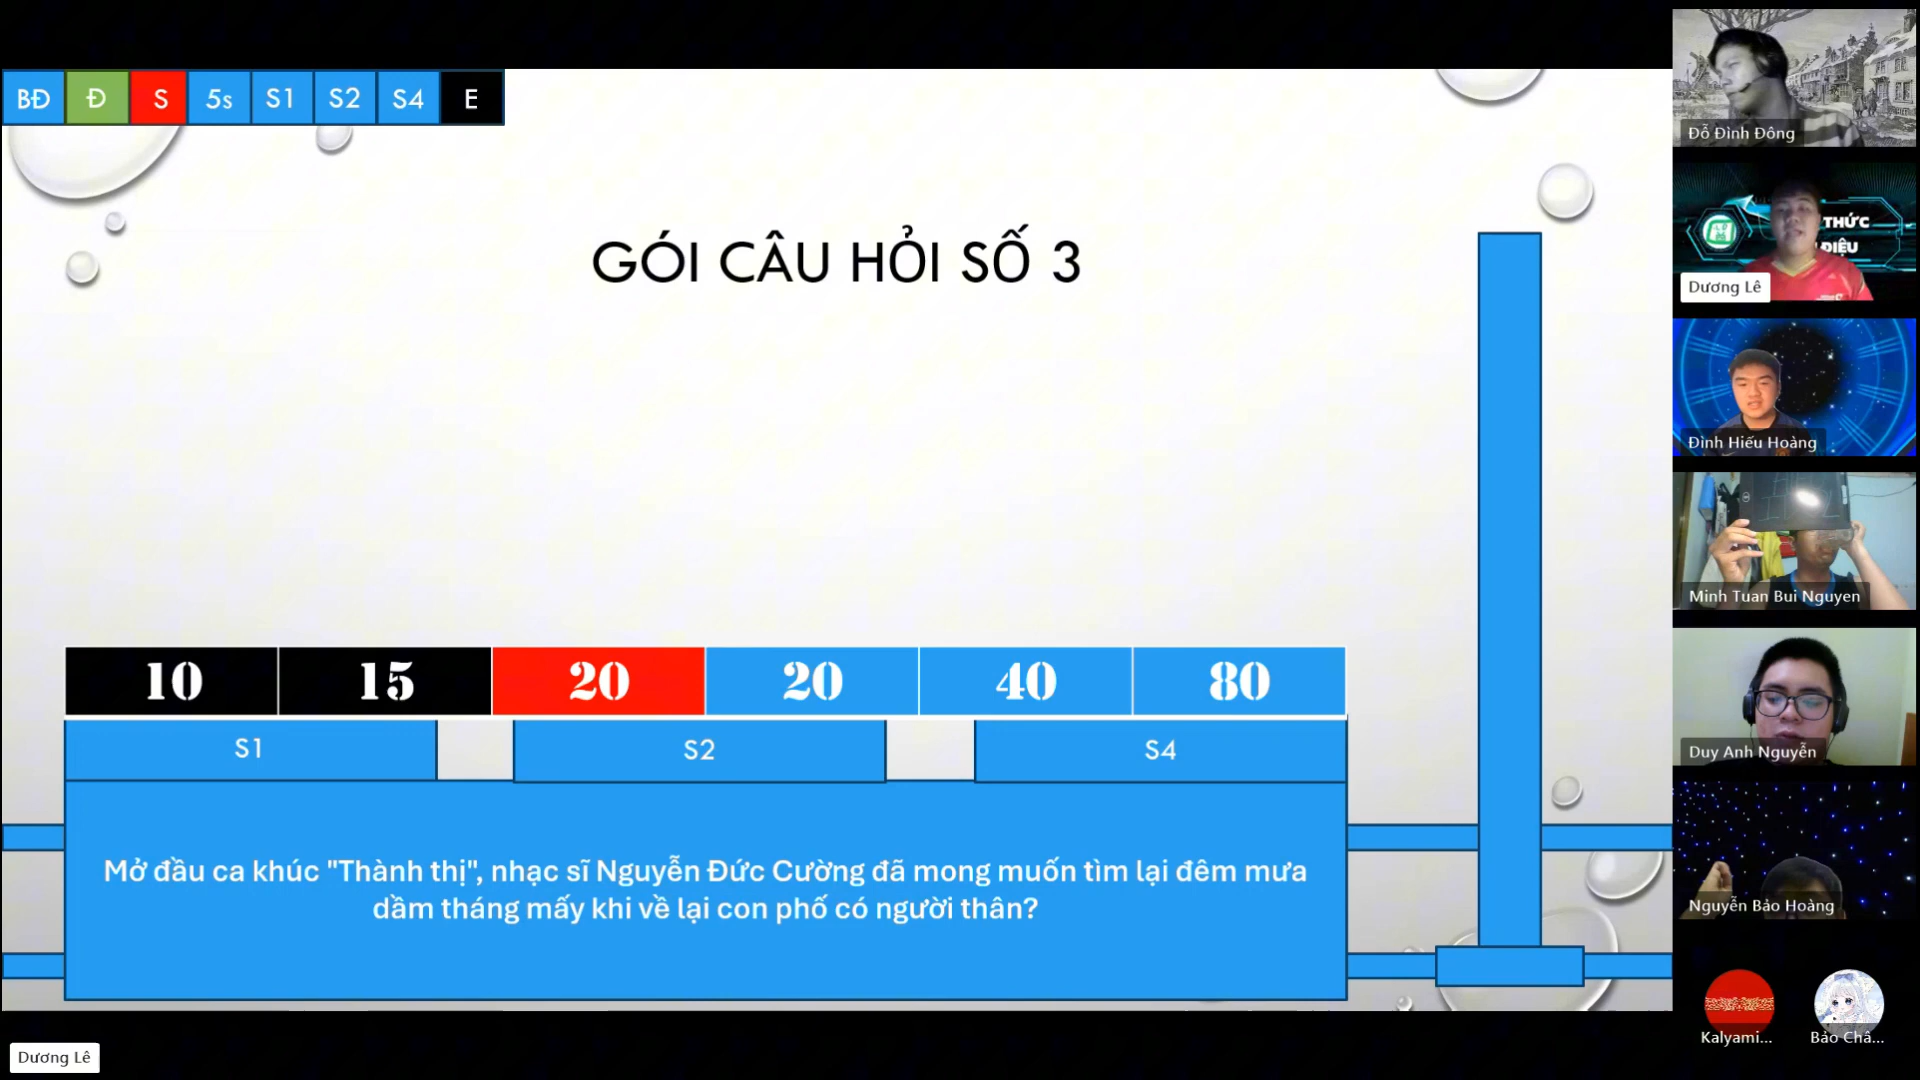 BĐ Đ S 5s S1 S2 S4 E
GÓI CÂU HỎI SỐ 3
10 15 20 20 40 80
S1 S2 S4
Mở đầu ca khúc "Thành thị", nhạc sĩ Nguyễn Đức Cường đã mong muốn tìm lại đêm mưa
dầm tháng mấy khi về lại con phố có người thân?
Dương Lê
Đỗ Đình Đông
THỨC
ĐIỆU
Dương Lê
Đình Hiếu Hoàng
Minh Tuan Bui Nguyen
Duy Anh Nguyễn
Nguyễn Bảo Hoàng
Kalyami... Bảo Châ...